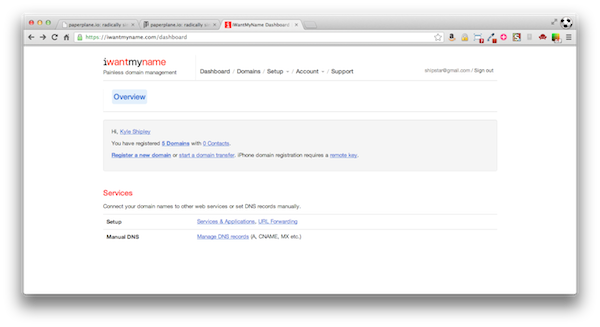 paperplane.io: radically sim
paperplane.io: radically sim
iWantMyName Dashboard
https://iwantmyname.com/dashboard
iwantmyname
Painless domain management
Dashboard / Domains / Setup / Account / Support
shipstar@gmail.com / Sign out
Overview
Hi, Kyle Shipley
You have registered 5 Domains with 0 Contacts.
Register a new domain or start a domain transfer. iPhone domain registration requires a remote key.
Services
Connect your domain names to other web services or set DNS records manually.
Setup Services & Applications, URL Forwarding
Manual DNS Manage DNS records (A, CNAME, MX etc.)